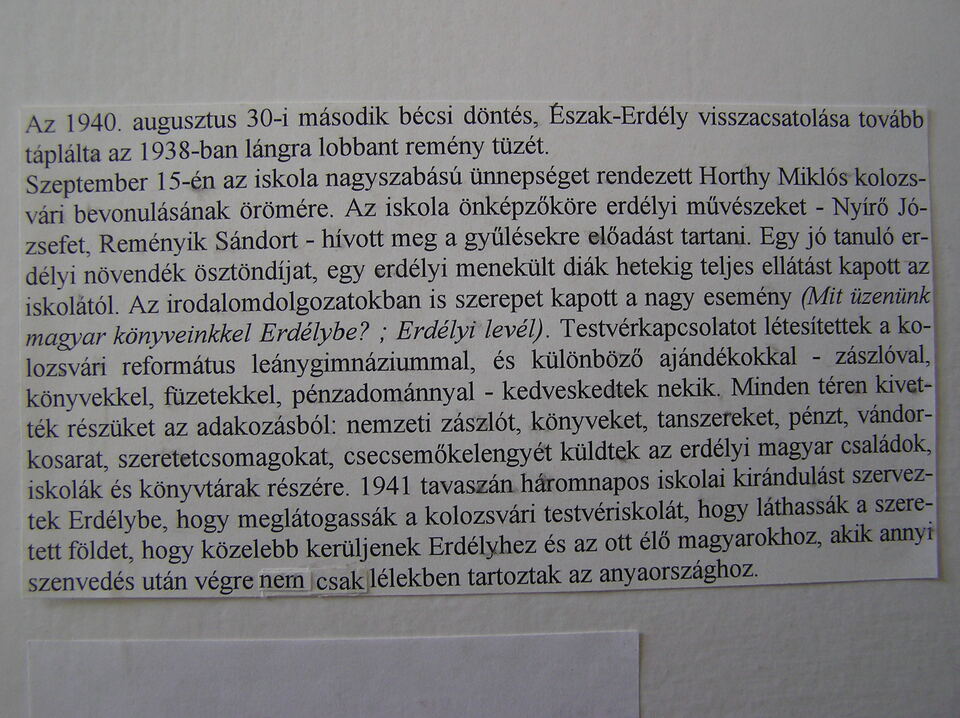 Az 1940. augusztus 30-i második bécsi döntés, Észak-Erdély visszacsatolása tovább
táplálta az 1938-ban lángra lobbant remény tüzét.
Szeptember 15-én az iskola nagyszabású ünnepséget rendezett Horthy Miklós kolozs-
vári bevonulásának örömére. Az iskola önképzőköre erdélyi művészeket - Nyírő Jó-
zsefet, Reményik Sándort - hívott meg a gyűlésekre előadást tartani. Egy jó tanuló er-
délyi növendék ösztöndíjat, egy erdélyi menekült diák hetekig teljes ellátást kapott az
iskolától. Az irodalomdolgozatokban is szerepet kapott a nagy esemény (Mit üzenünk
magyar könyveinkkel Erdélybe? ; Erdélyi levél). Testvérkapcsolatot létesítettek a ko-
lozsvári református leánygimnáziummal, és különböző ajándékokkal - zászlóval,
könyvekkel, füzetekkel, pénzadománnyal - kedveskedtek nekik. Minden téren kivet-
ték részüket az adakozásból: nemzeti zászlót, könyveket, tanszereket, pénzt, vándor-
kosarat, szeretetcsomagokat, csecsemőkelengyét küldtek az erdélyi magyar családok,
iskolák és könyvtárak részére. 1941 tavaszán háromnapos iskolai kirándulást szervez-
tek Erdélybe, hogy meglátogassák a kolozsvári testvériskolát, hogy láthassák a szere-
tett földet, hogy közelebb kerüljenek Erdélyhez és az ott élő magyarokhoz, akik annyi
szenvedés után végre nem csak lélekben tartoztak az anyaországhoz.